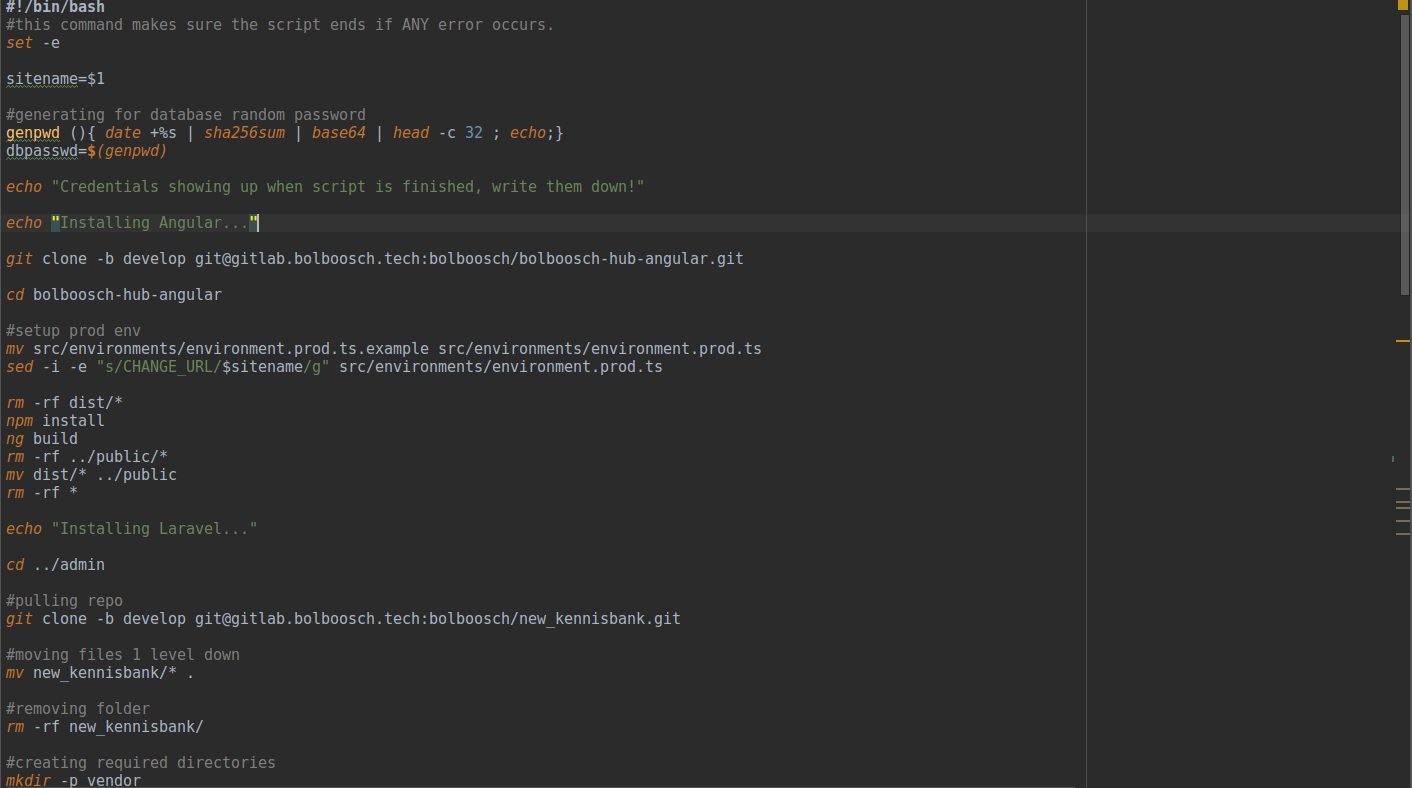 #!/bin/bash
#this command makes sure the script ends if ANY error occurs.
set -e
sitename=$1
#generating for database random password
genpwd (){ date +%s | sha256sum | base64 | head -c 32 ; echo;}
dbpasswd=$(genpwd)
echo "Credentials showing up when script is finished, write them down!"
echo "Installing Angular..."
git clone -b develop git@gitlab.bolboosch.tech:bolboosch/bolboosch-hub-angular.git
cd bolboosch-hub-angular
#setup prod env
mv src/environments/environment.prod.ts.example src/environments/environment.prod.ts
sed -i -e "s/CHANGE_URL/$sitename/g" src/environments/environment.prod.ts
rm -rf dist/*
npm install
ng build
rm -rf ../public/*
mv dist/* ../public
rm -rf *
echo "Installing Laravel..."
cd ../admin
#pulling repo
git clone -b develop git@gitlab.bolboosch.tech:bolboosch/new_kennisbank.git
#moving files 1 level down
mv new_kennisbank/* .
#removing folder
rm -rf new_kennisbank/
#creating required directories
mkdir -p vendor